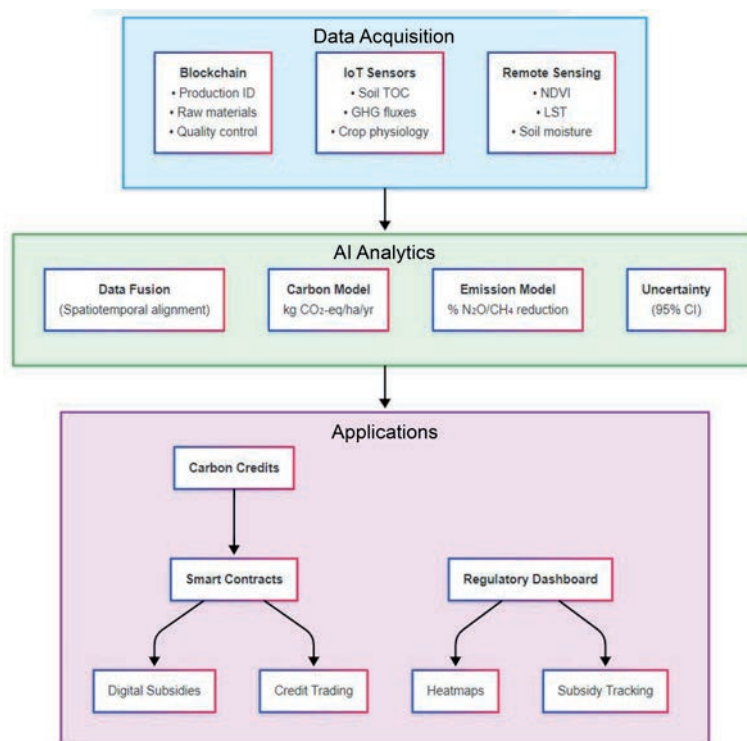 Data Acquisition
Blockchain
• Production ID
• Raw materials
• Quality control
IoT Sensors
• Soil TOC
• GHG fluxes
• Crop physiology
Remote Sensing
• NDVI
• LST
• Soil moisture
AI Analytics
Data Fusion
(Spatiotemporal alignment)
Carbon Model
kg CO₂-eq/ha/yr
Emission Model
% N₂O/CH₄ reduction
Uncertainty
(95% CI)
Applications
Carbon Credits
Smart Contracts
Regulatory Dashboard
Digital Subsidies
Credit Trading
Heatmaps
Subsidy Tracking